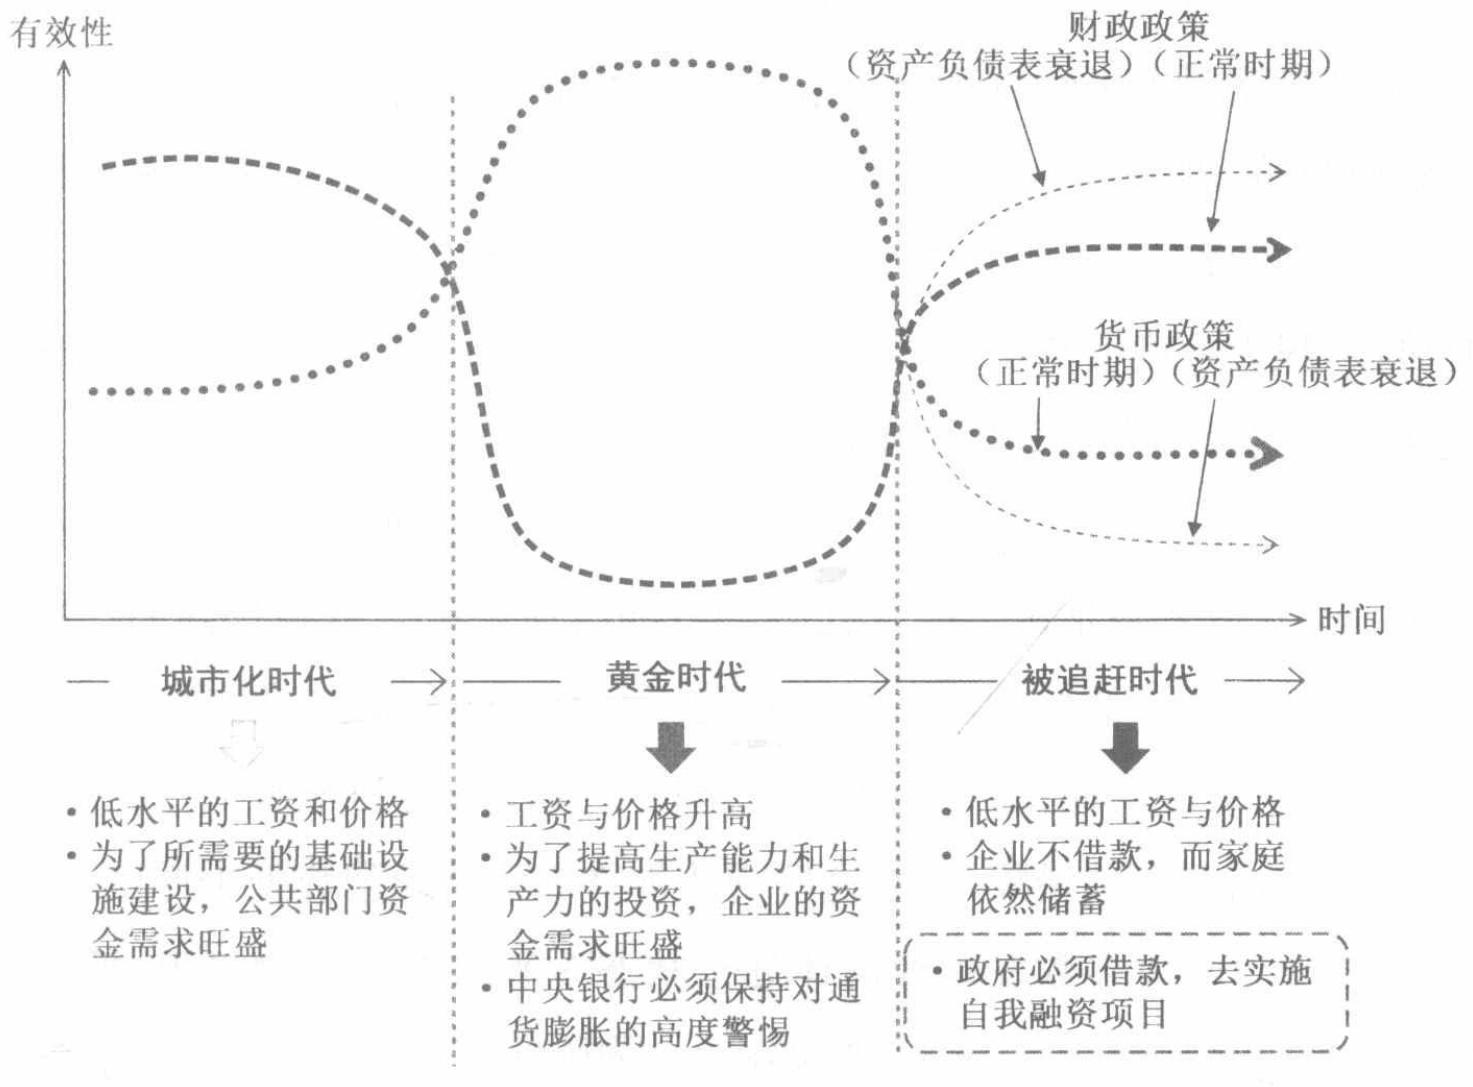 有效性
财政政策
（资产负债表衰退）（正常时期）
货币政策
（正常时期）（资产负债表衰退）
时间
城市化时代
黄金时代
被追赶时代
• 低水平的工资和价格
• 为了所需要的基础设
施建设，公共部门资
金需求旺盛
• 工资与价格升高
• 为了提高生产能力和生
产力的投资，企业的资
金需求旺盛
• 中央银行必须保持对通
货膨胀的高度警惕
• 低水平的工资与价格
• 企业不借款，而家庭
依然储蓄
• 政府必须借款，去实施
自我融资项目